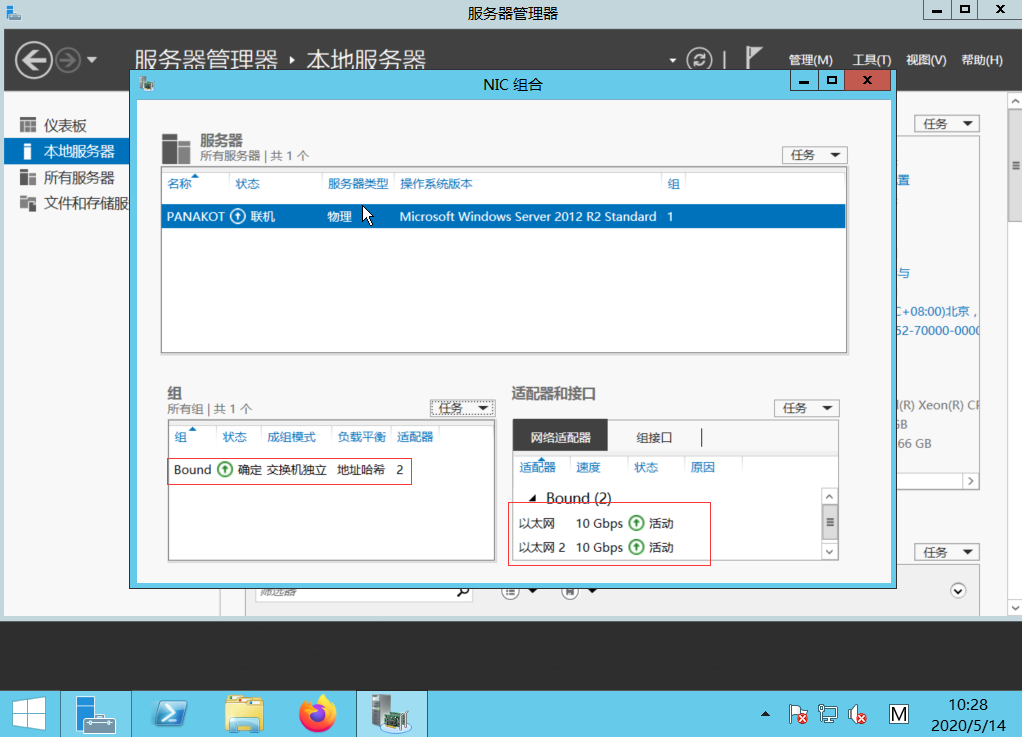 服务器管理器
服务器管理器 ‣ 本地服务器
管理(M) 工具(T) 视图(V) 帮助(H)
NIC 组合
仪表板
本地服务器
所有服务器
文件和存储服
任务
置
与
C+08:00)北京，
52-70000-0000
(R) Xeon(R) CP
GB
66 GB
任务
服务器
所有服务器 | 共 1 个
任务
名称 状态 服务器类型 操作系统版本 组
PANAKOT 联机 物理 Microsoft Windows Server 2012 R2 Standard 1
组
所有组 | 共 1 个
任务
组 状态 成组模式 负载平衡 适配器
Bound 确定 交换机独立 地址哈希 2
适配器和接口
任务
网络适配器 组接口
适配器 速度 状态 原因
Bound (2)
以太网 10 Gbps 活动
以太网 2 10 Gbps 活动
筛选器
M
10:28
2020/5/14